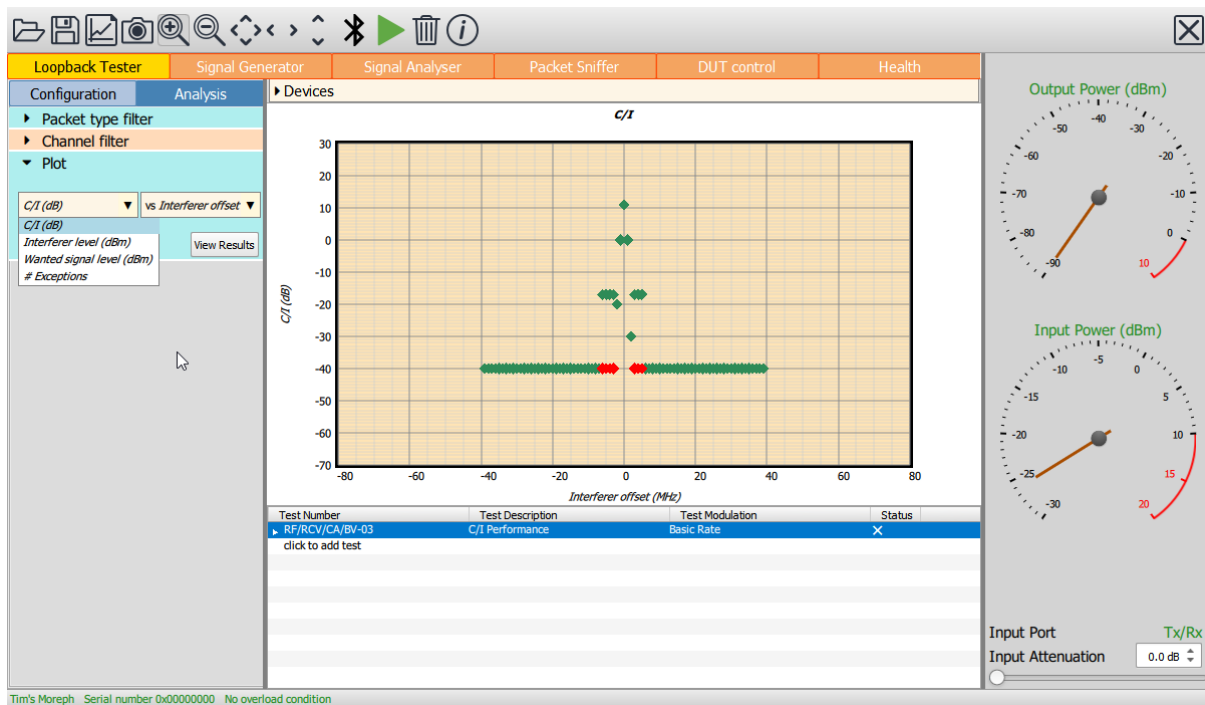 Loopback Tester Signal Generator Signal Analyser Packet Sniffer DUT control Health
Configuration Analysis
Packet type filter
Channel filter
Plot
C/I (dB) vs Interferer offset
C/I (dB)
Interferer level (dBm)
Wanted signal level (dBm)
# Exceptions
View Results
Devices
C/I
30
20
10
0
-10
-20
-30
-40
-50
-60
-70
C/I (dB)
-80 -60 -40 -20 0 20 40 60 80
Interferer offset (MHz)
Test Number Test Description Test Modulation Status
RF/RCV/CA/BV-03 C/I Performance Basic Rate
click to add test
Output Power (dBm)
-90 -80 -70 -60 -50 -40 -30 -20 -10 0 10
Input Power (dBm)
-30 -25 -20 -15 -10 -5 0 5 10 15 20
Input Port Tx/Rx
Input Attenuation 0.0 dB
Tim's Moreph Serial number 0x00000000 No overload condition